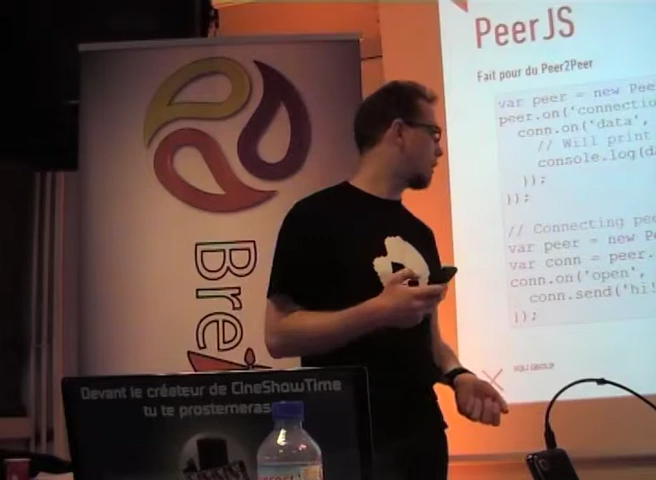 PeerJS
Fait pour du Peer2Peer
var peer = new Pee
peer.on('connectio
conn.on('data',
// Will print
console.log(da
});
});
// Connecting pe
var peer = new Pe
var conn = peer.
conn.on('open',
conn.send('hi!
});
Bre
Devant le créateur de CineShowTime
tu te prosterneras